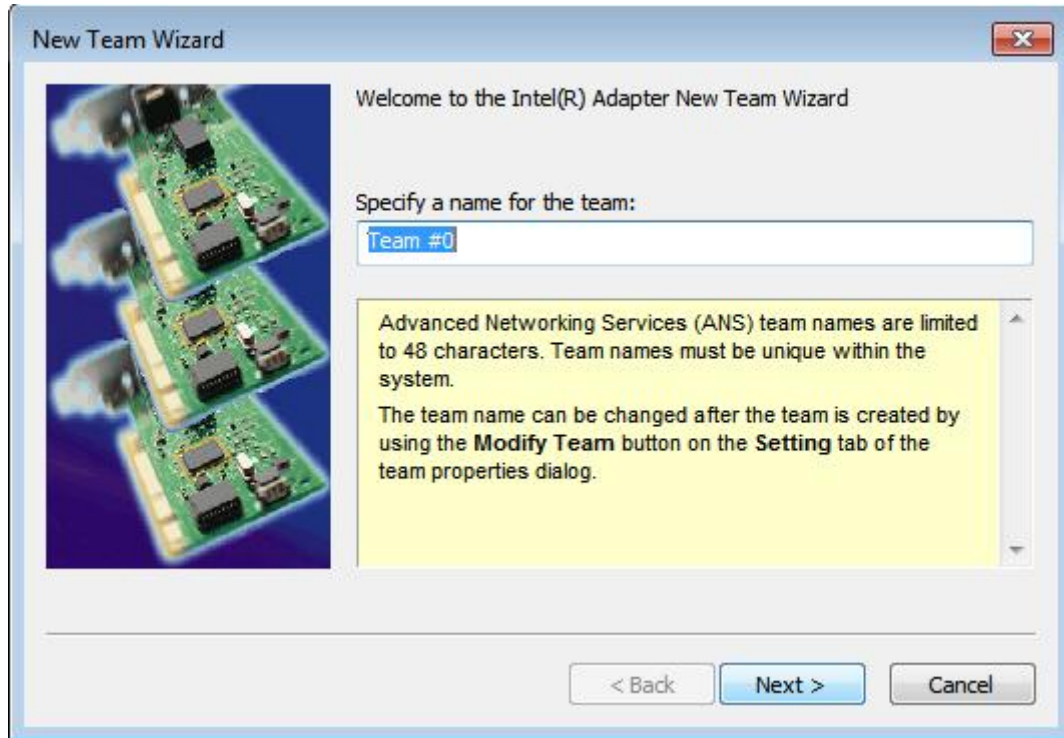 New Team Wizard
Welcome to the Intel(R) Adapter New Team Wizard
Specify a name for the team:
Team #0
Advanced Networking Services (ANS) team names are limited
to 48 characters. Team names must be unique within the
system.
The team name can be changed after the team is created by
using the Modify Team button on the Setting tab of the
team properties dialog.
< Back
Next >
Cancel